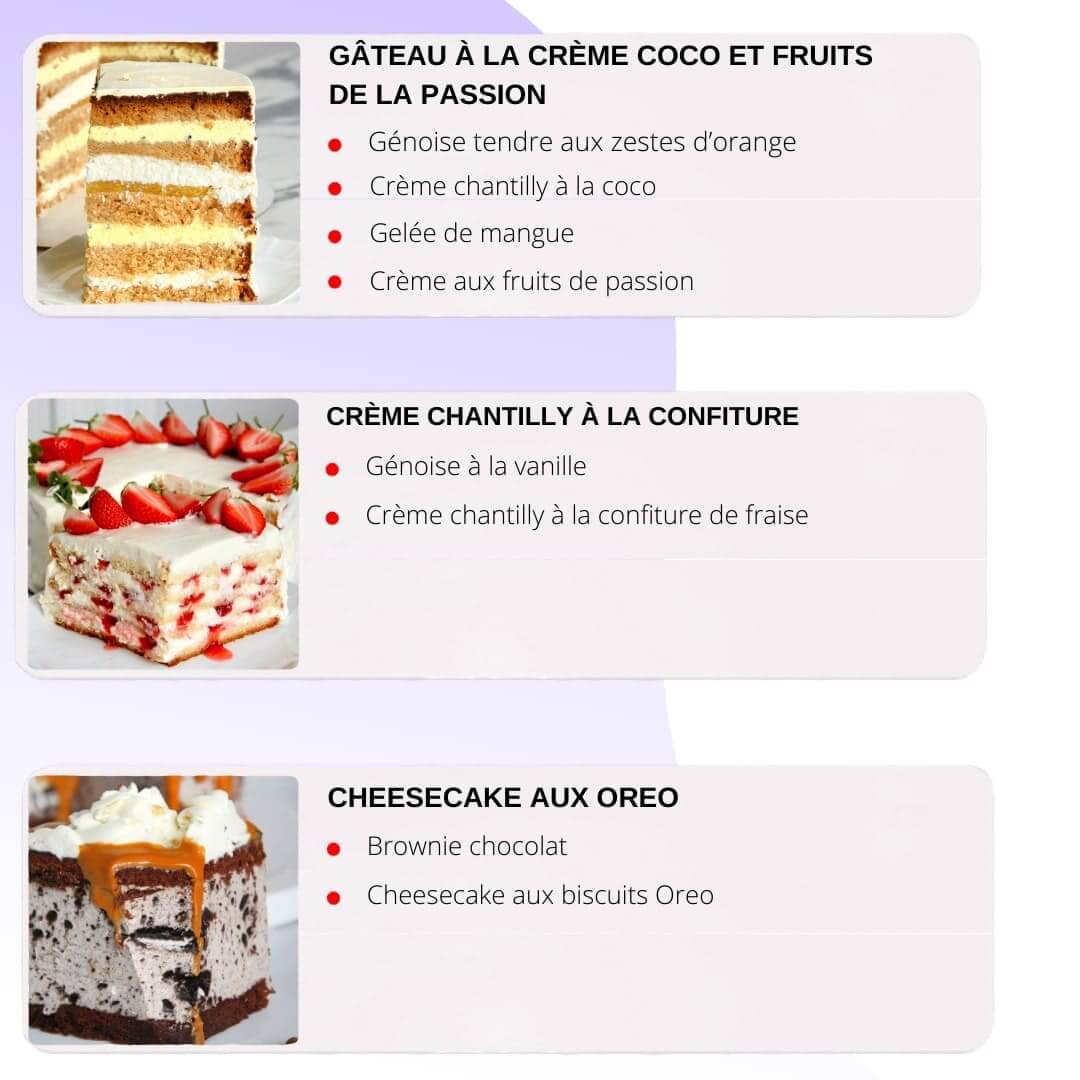 GÂTEAU À LA CRÈME COCO ET FRUITS
DE LA PASSION
Génoise tendre aux zestes d’orange
Crème chantilly à la coco
Gelée de mangue
Crème aux fruits de passion
CRÈME CHANTILLY À LA CONFITURE
Génoise à la vanille
Crème chantilly à la confiture de fraise
CHEESECAKE AUX OREO
Brownie chocolat
Cheesecake aux biscuits Oreo